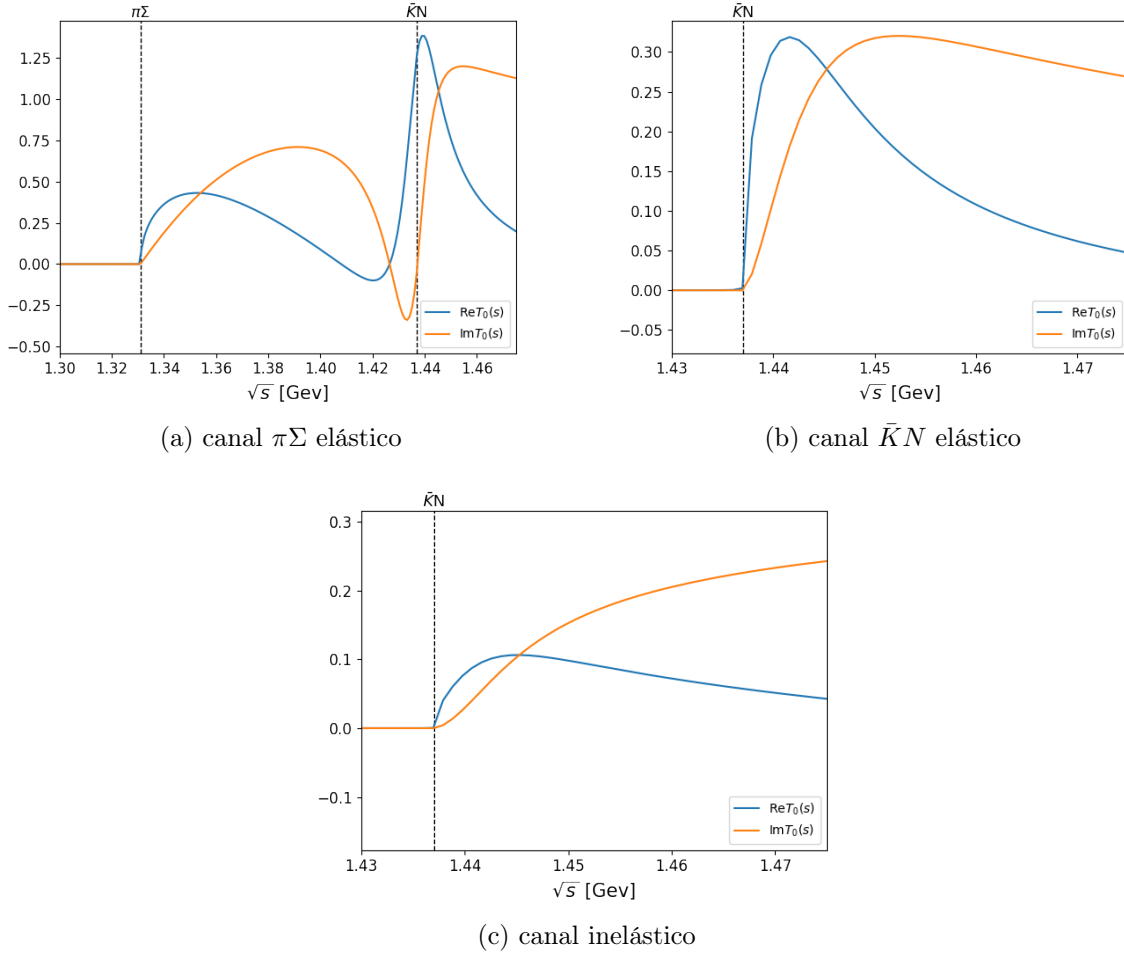 πΣ K̄N
1.25
1.00
0.75
0.50
0.25
0.00
−0.25
−0.50
ReT₀(s)
ImT₀(s)
1.30 1.32 1.34 1.36 1.38 1.40 1.42 1.44 1.46
√s [Gev]
(a) canal πΣ elástico
K̄N
0.30
0.25
0.20
0.15
0.10
0.05
0.00
−0.05
ReT₀(s)
ImT₀(s)
1.43 1.44 1.45 1.46 1.47
√s [Gev]
(b) canal K̄N elástico
K̄N
0.3
0.2
0.1
0.0
−0.1
ReT₀(s)
ImT₀(s)
1.43 1.44 1.45 1.46 1.47
√s [Gev]
(c) canal inelástico